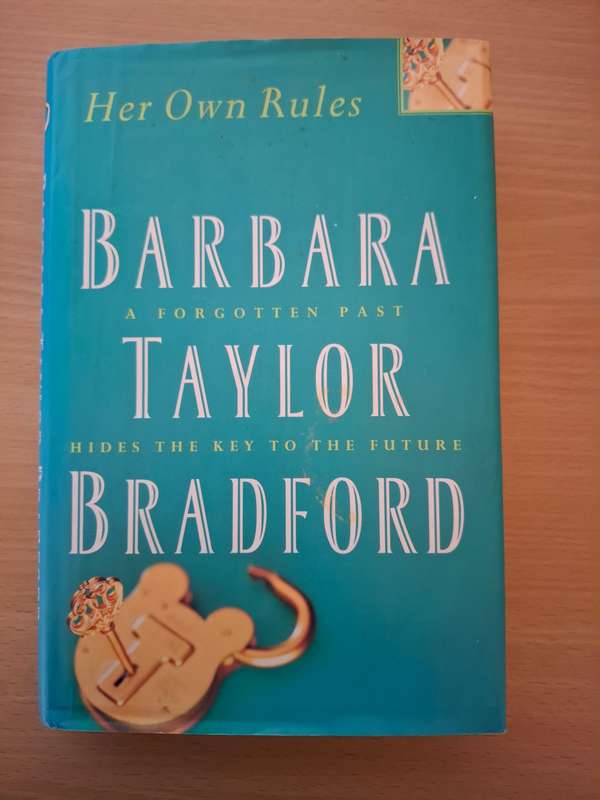 Her Own Rules
BARBARA
A FORGOTTEN PAST
TAYLOR
HIDES THE KEY TO THE FUTURE
BRADFORD